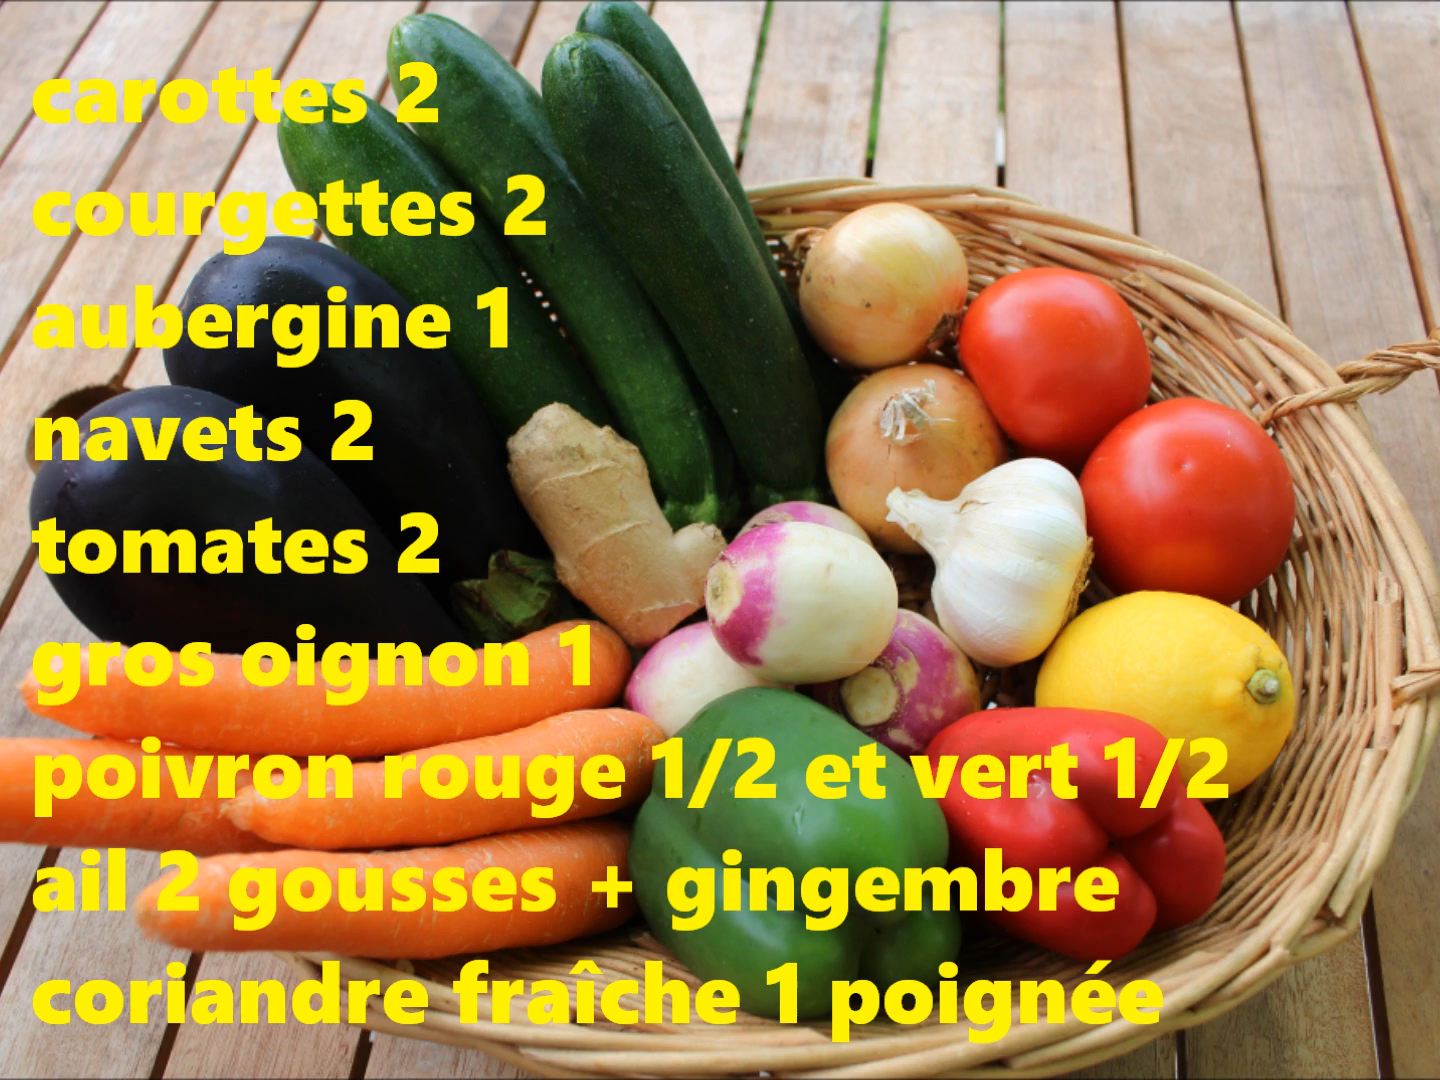 carottes 2
courgettes 2
aubergine 1
navets 2
tomates 2
gros oignon 1
poivron rouge 1/2 et vert 1/2
ail 2 gousses + gingembre
coriandre fraîche 1 poignée